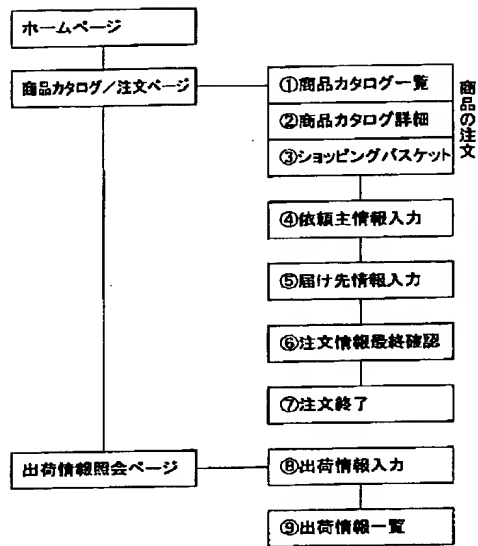 ホームページ
商品カタログ／注文ページ
①商品カタログ一覧
②商品カタログ詳細
③ショッピングバスケット
商品の注文
④依頼主情報入力
⑤届け先情報入力
⑥注文情報最終確認
⑦注文終了
出荷情報照会ページ
⑧出荷情報入力
⑨出荷情報一覧